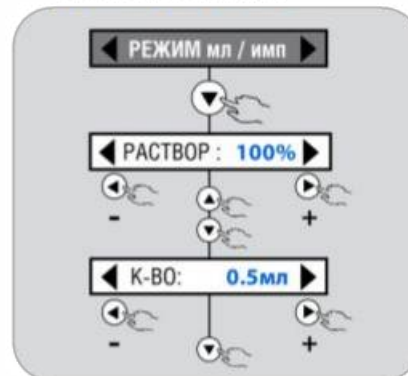 ◀ РЕЖИМ мл / имп ▶
◀ РАСТВОР : 100% ▶
- +
◀ К-ВО: 0.5мл ▶
- +